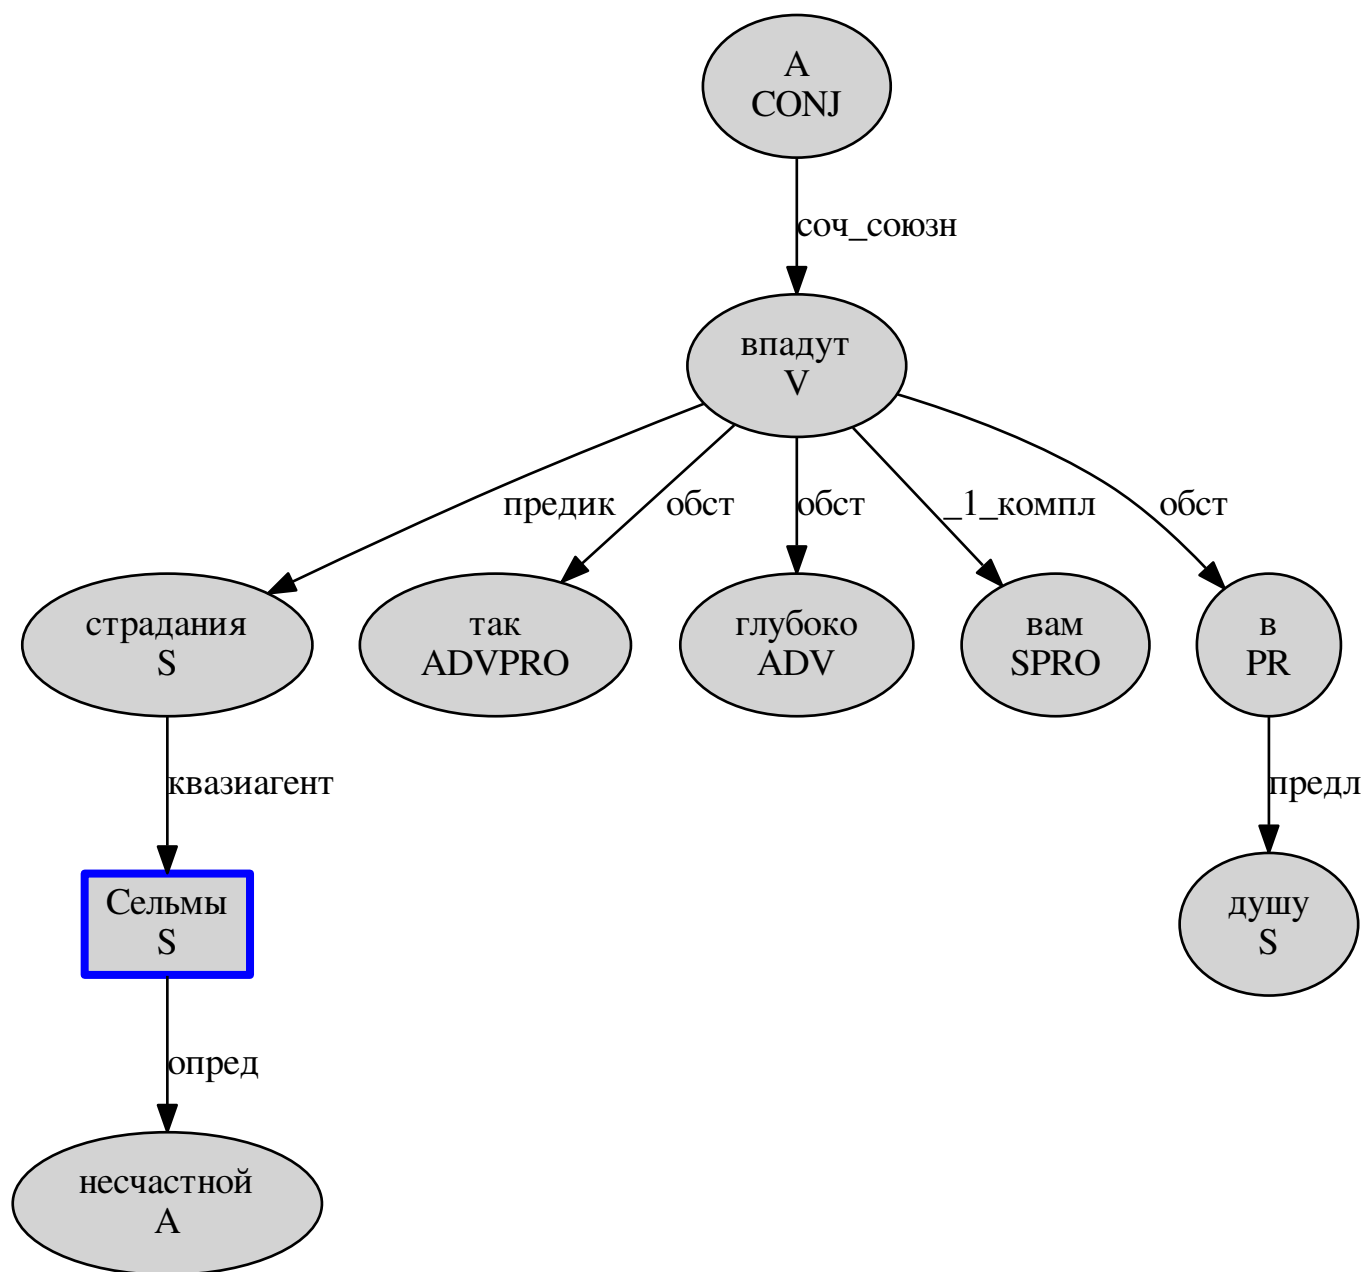 А
CONJ
соч_союзн
впадут
V
предик
обст
обст
_1_компл
обст
страдания
S
так
ADVPRO
глубоко
ADV
вам
SPRO
в
PR
квазиагент
предл
Сельмы
S
душу
S
опред
несчастной
A